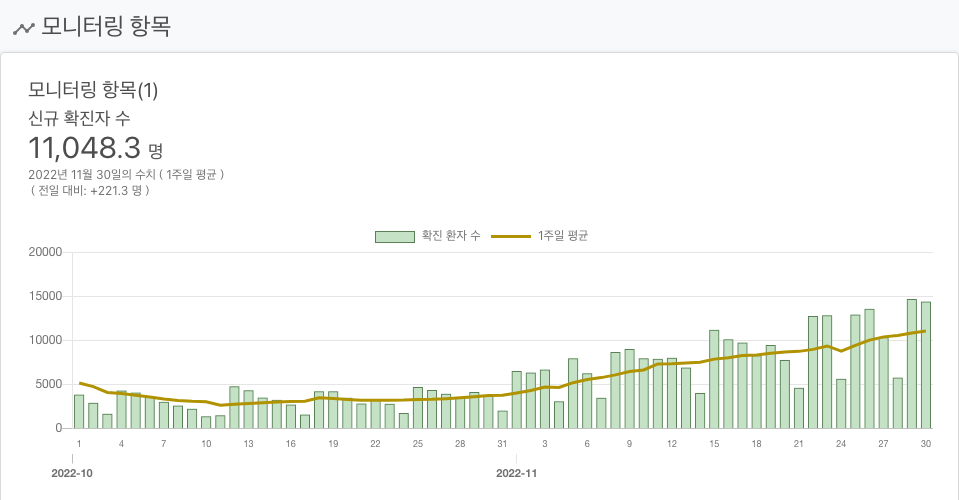 모니터링 항목
모니터링 항목(1)
신규 확진자 수
11,048.3 명
2022년 11월 30일의 수치 ( 1주일 평균 )
( 전일 대비: +221.3 명 )
확진 환자 수 1주일 평균
20000
15000
10000
5000
0
1 4 7 10 13 16 19 22 25 28 31 3 6 9 12 15 18 21 24 27 30
2022-10 2022-11